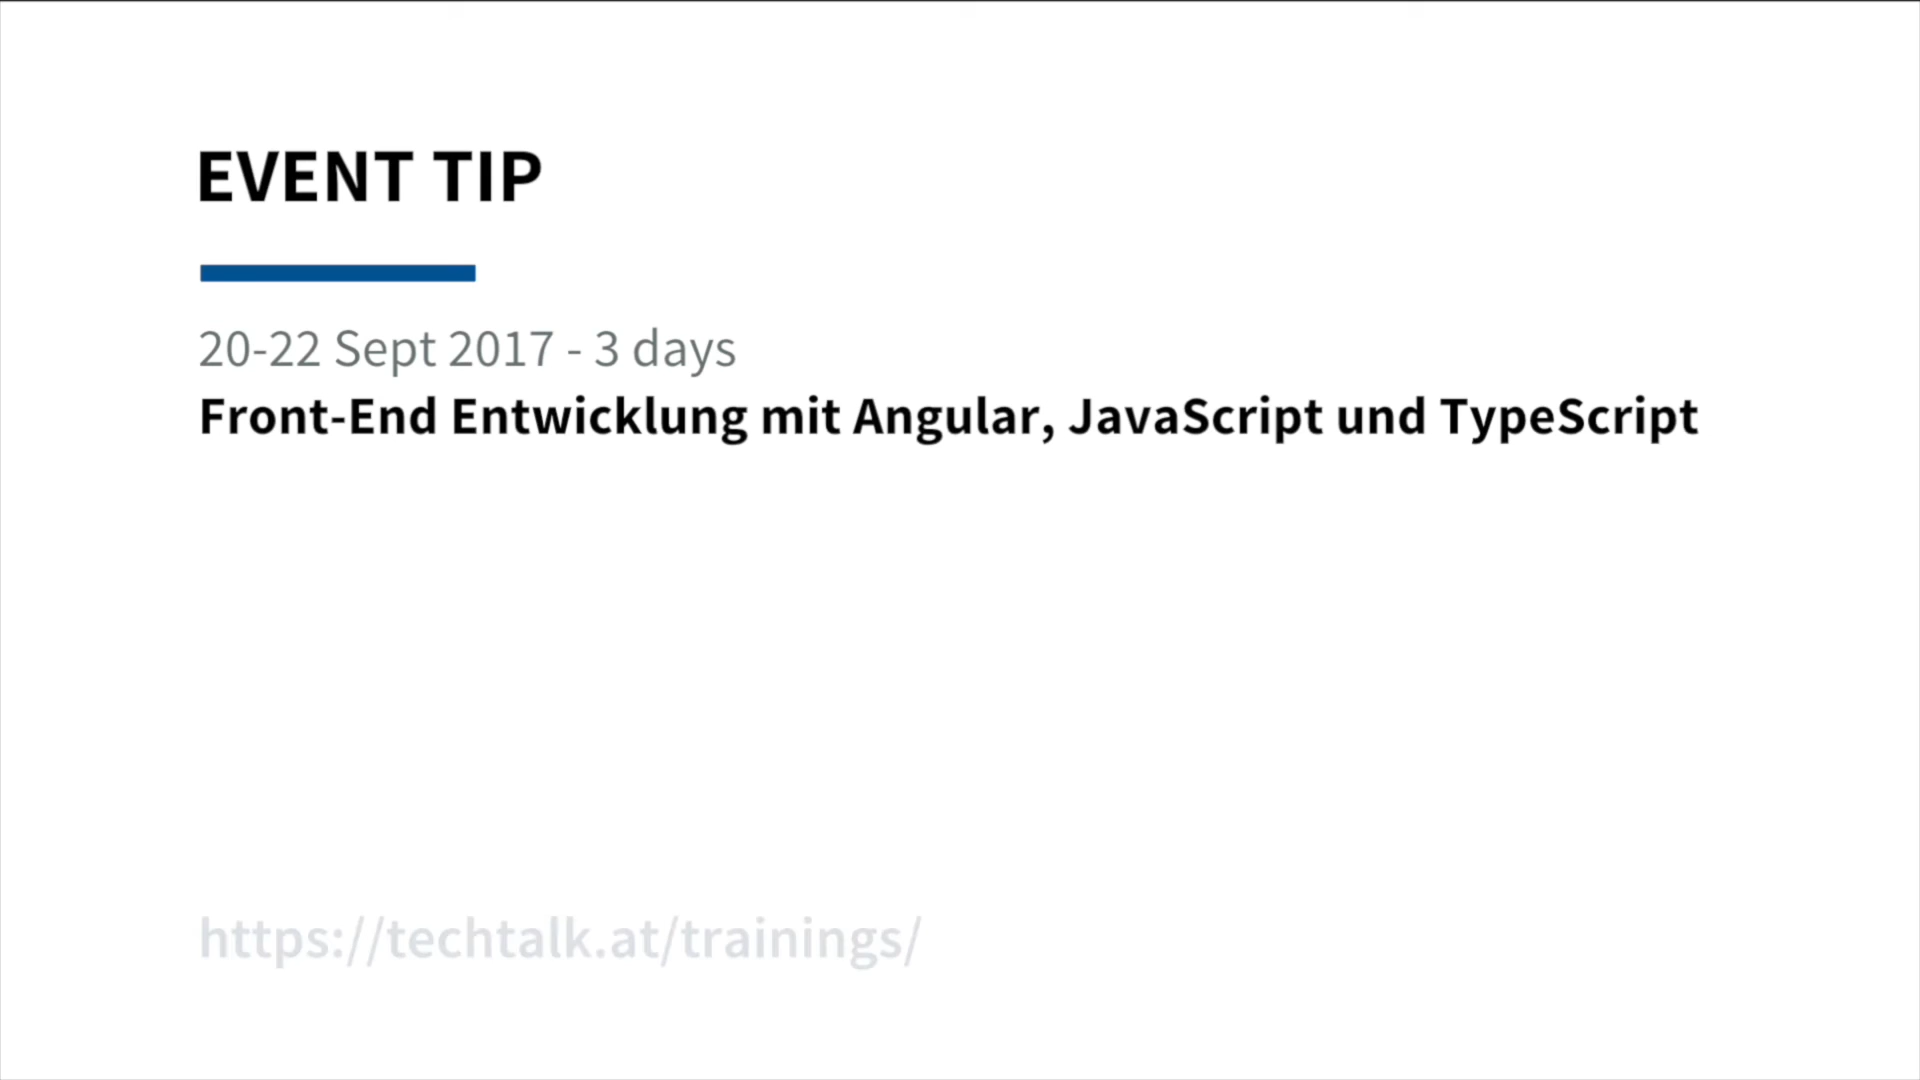 EVENT TIP
20-22 Sept 2017 - 3 days
Front-End Entwicklung mit Angular, JavaScript und TypeScript
https://techtalk.at/trainings/